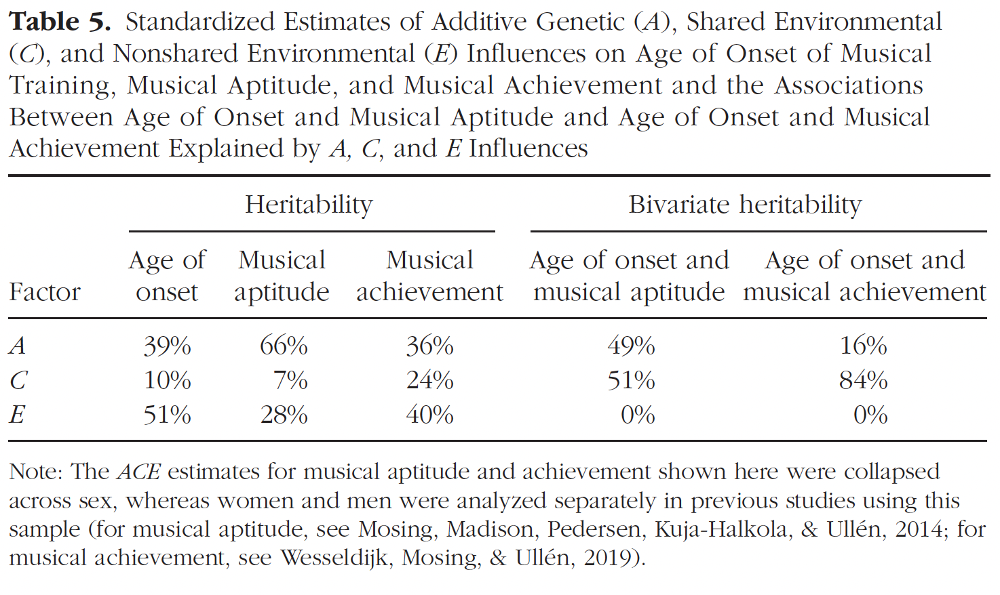 Table 5. Standardized Estimates of Additive Genetic (A), Shared Environmental
(C), and Nonshared Environmental (E) Influences on Age of Onset of Musical
Training, Musical Aptitude, and Musical Achievement and the Associations
Between Age of Onset and Musical Aptitude and Age of Onset and Musical
Achievement Explained by A, C, and E Influences
Heritability Bivariate heritability
Age of Musical Musical Age of onset and Age of onset and
Factor onset aptitude achievement musical aptitude musical achievement
A 39% 66% 36% 49% 16%
C 10% 7% 24% 51% 84%
E 51% 28% 40% 0% 0%
Note: The ACE estimates for musical aptitude and achievement shown here were collapsed
across sex, whereas women and men were analyzed separately in previous studies using this
sample (for musical aptitude, see Mosing, Madison, Pedersen, Kuja-Halkola, & Ullén, 2014; for
musical achievement, see Wesseldijk, Mosing, & Ullén, 2019).